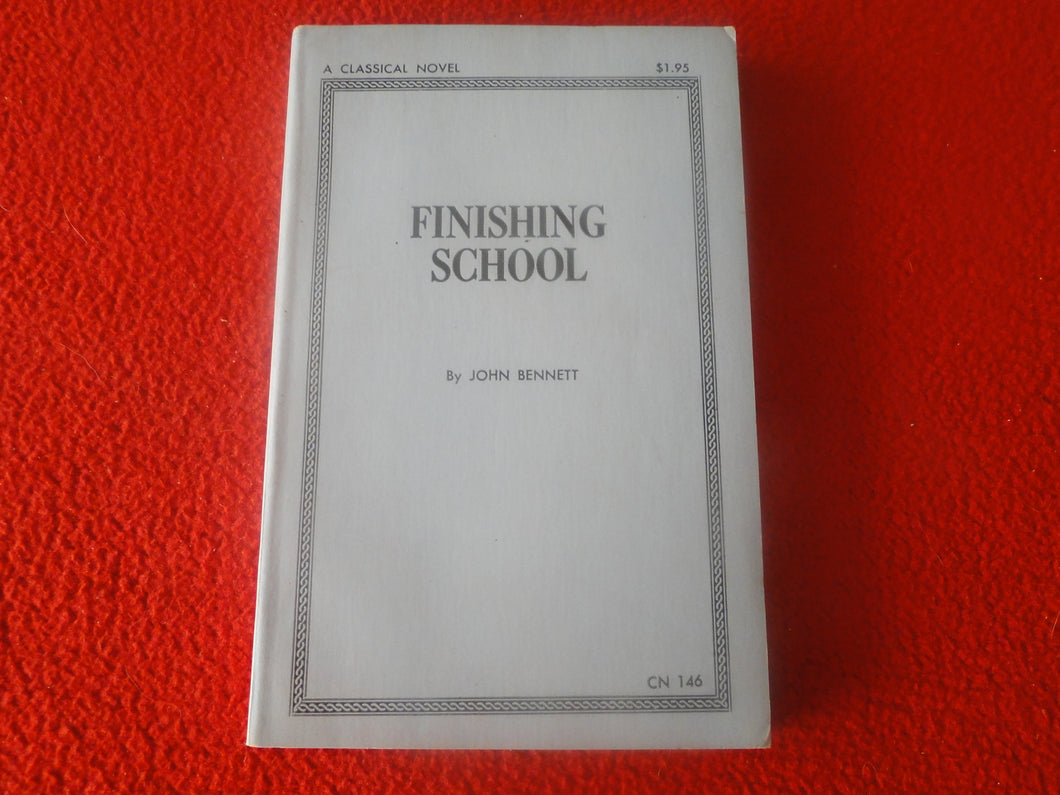 A CLASSICAL NOVEL $1.95
FINISHING
SCHOOL
By JOHN BENNETT
CN 146